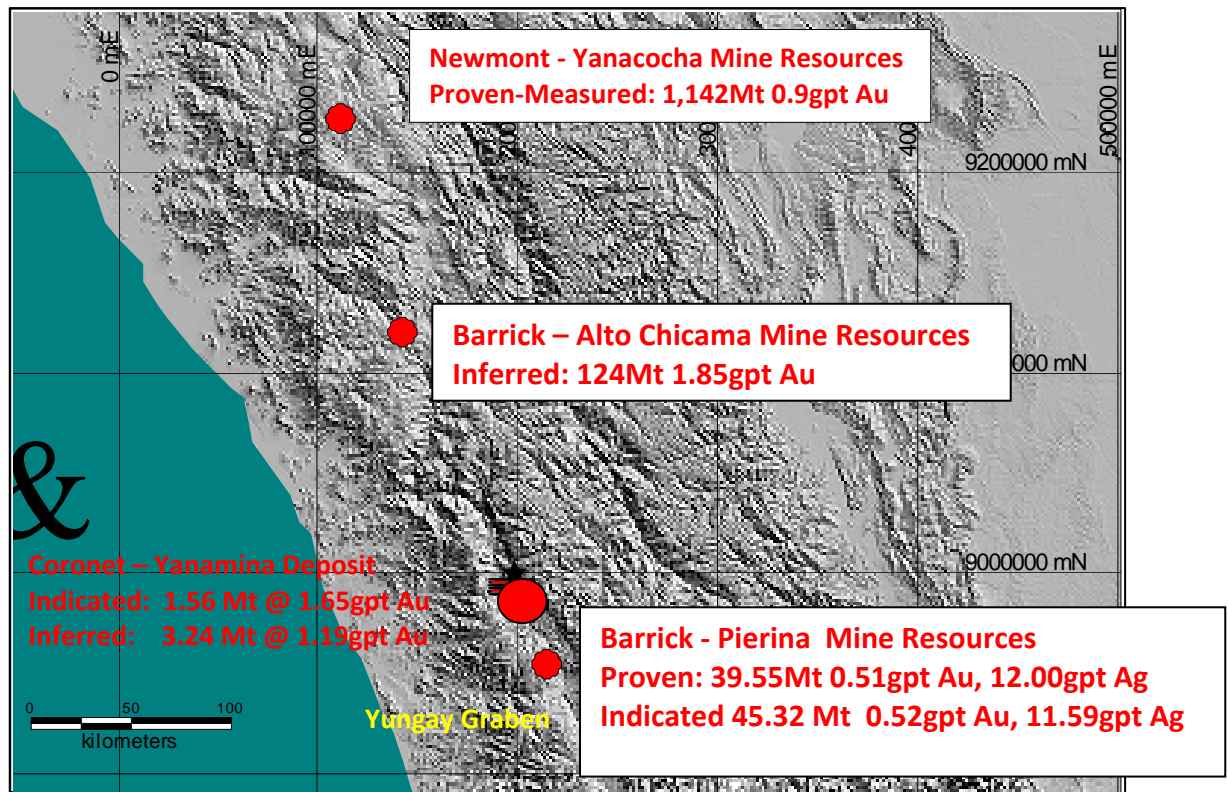 0 mE
100000 mE
200
300
400
500000 mE
Newmont - Yanacocha Mine Resources
Proven-Measured: 1,142Mt 0.9gpt Au
9200000 mN
Barrick – Alto Chicama Mine Resources
Inferred: 124Mt 1.85gpt Au
00000 mN
&
9000000 mN
Coronet – Yanamina Deposit
Indicated: 1.56 Mt @ 1.65gpt Au
Inferred: 3.24 Mt @ 1.19gpt Au
Barrick - Pierina Mine Resources
Proven: 39.55Mt 0.51gpt Au, 12.00gpt Ag
Indicated 45.32 Mt 0.52gpt Au, 11.59gpt Ag
0 50 100
kilometers
Yungay Graben